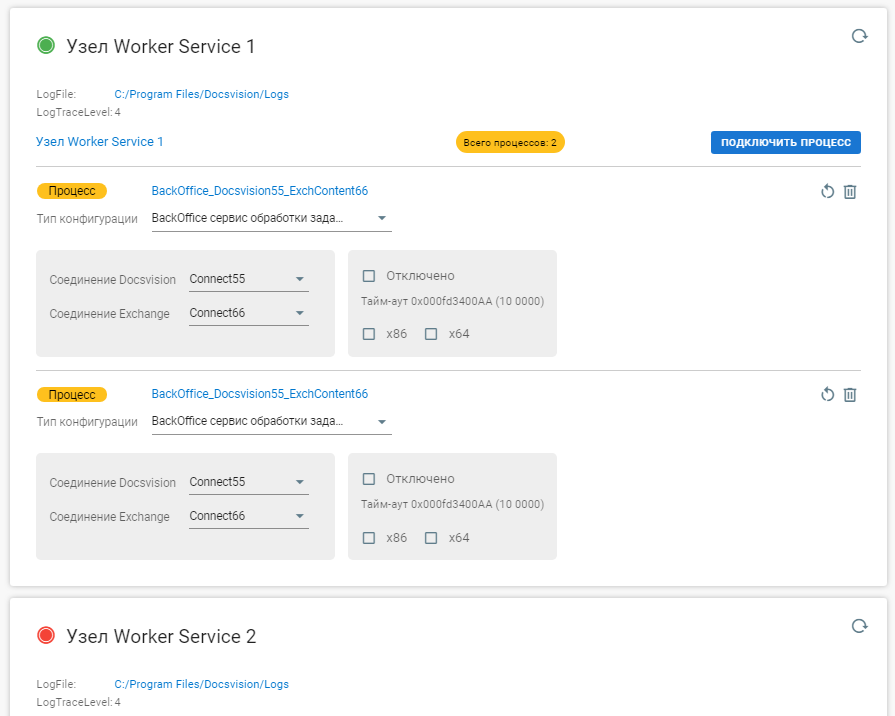 Узел Worker Service 1
LogFile: C:/Program Files/Docsvision/Logs
LogTraceLevel: 4
Узел Worker Service 1 Всего процессов: 2 ПОДКЛЮЧИТЬ ПРОЦЕСС
Процесс BackOffice_Docsvision55_ExchContent66
Тип конфигурации BackOffice сервис обработки зада...
Соединение Docsvision Connect55
Соединение Exchange Connect66
Отключено
Тайм-аут 0x000fd3400AA (10 0000)
x86 x64
Процесс BackOffice_Docsvision55_ExchContent66
Тип конфигурации BackOffice сервис обработки зада...
Соединение Docsvision Connect55
Соединение Exchange Connect66
Отключено
Тайм-аут 0x000fd3400AA (10 0000)
x86 x64
Узел Worker Service 2
LogFile: C:/Program Files/Docsvision/Logs
LogTraceLevel: 4